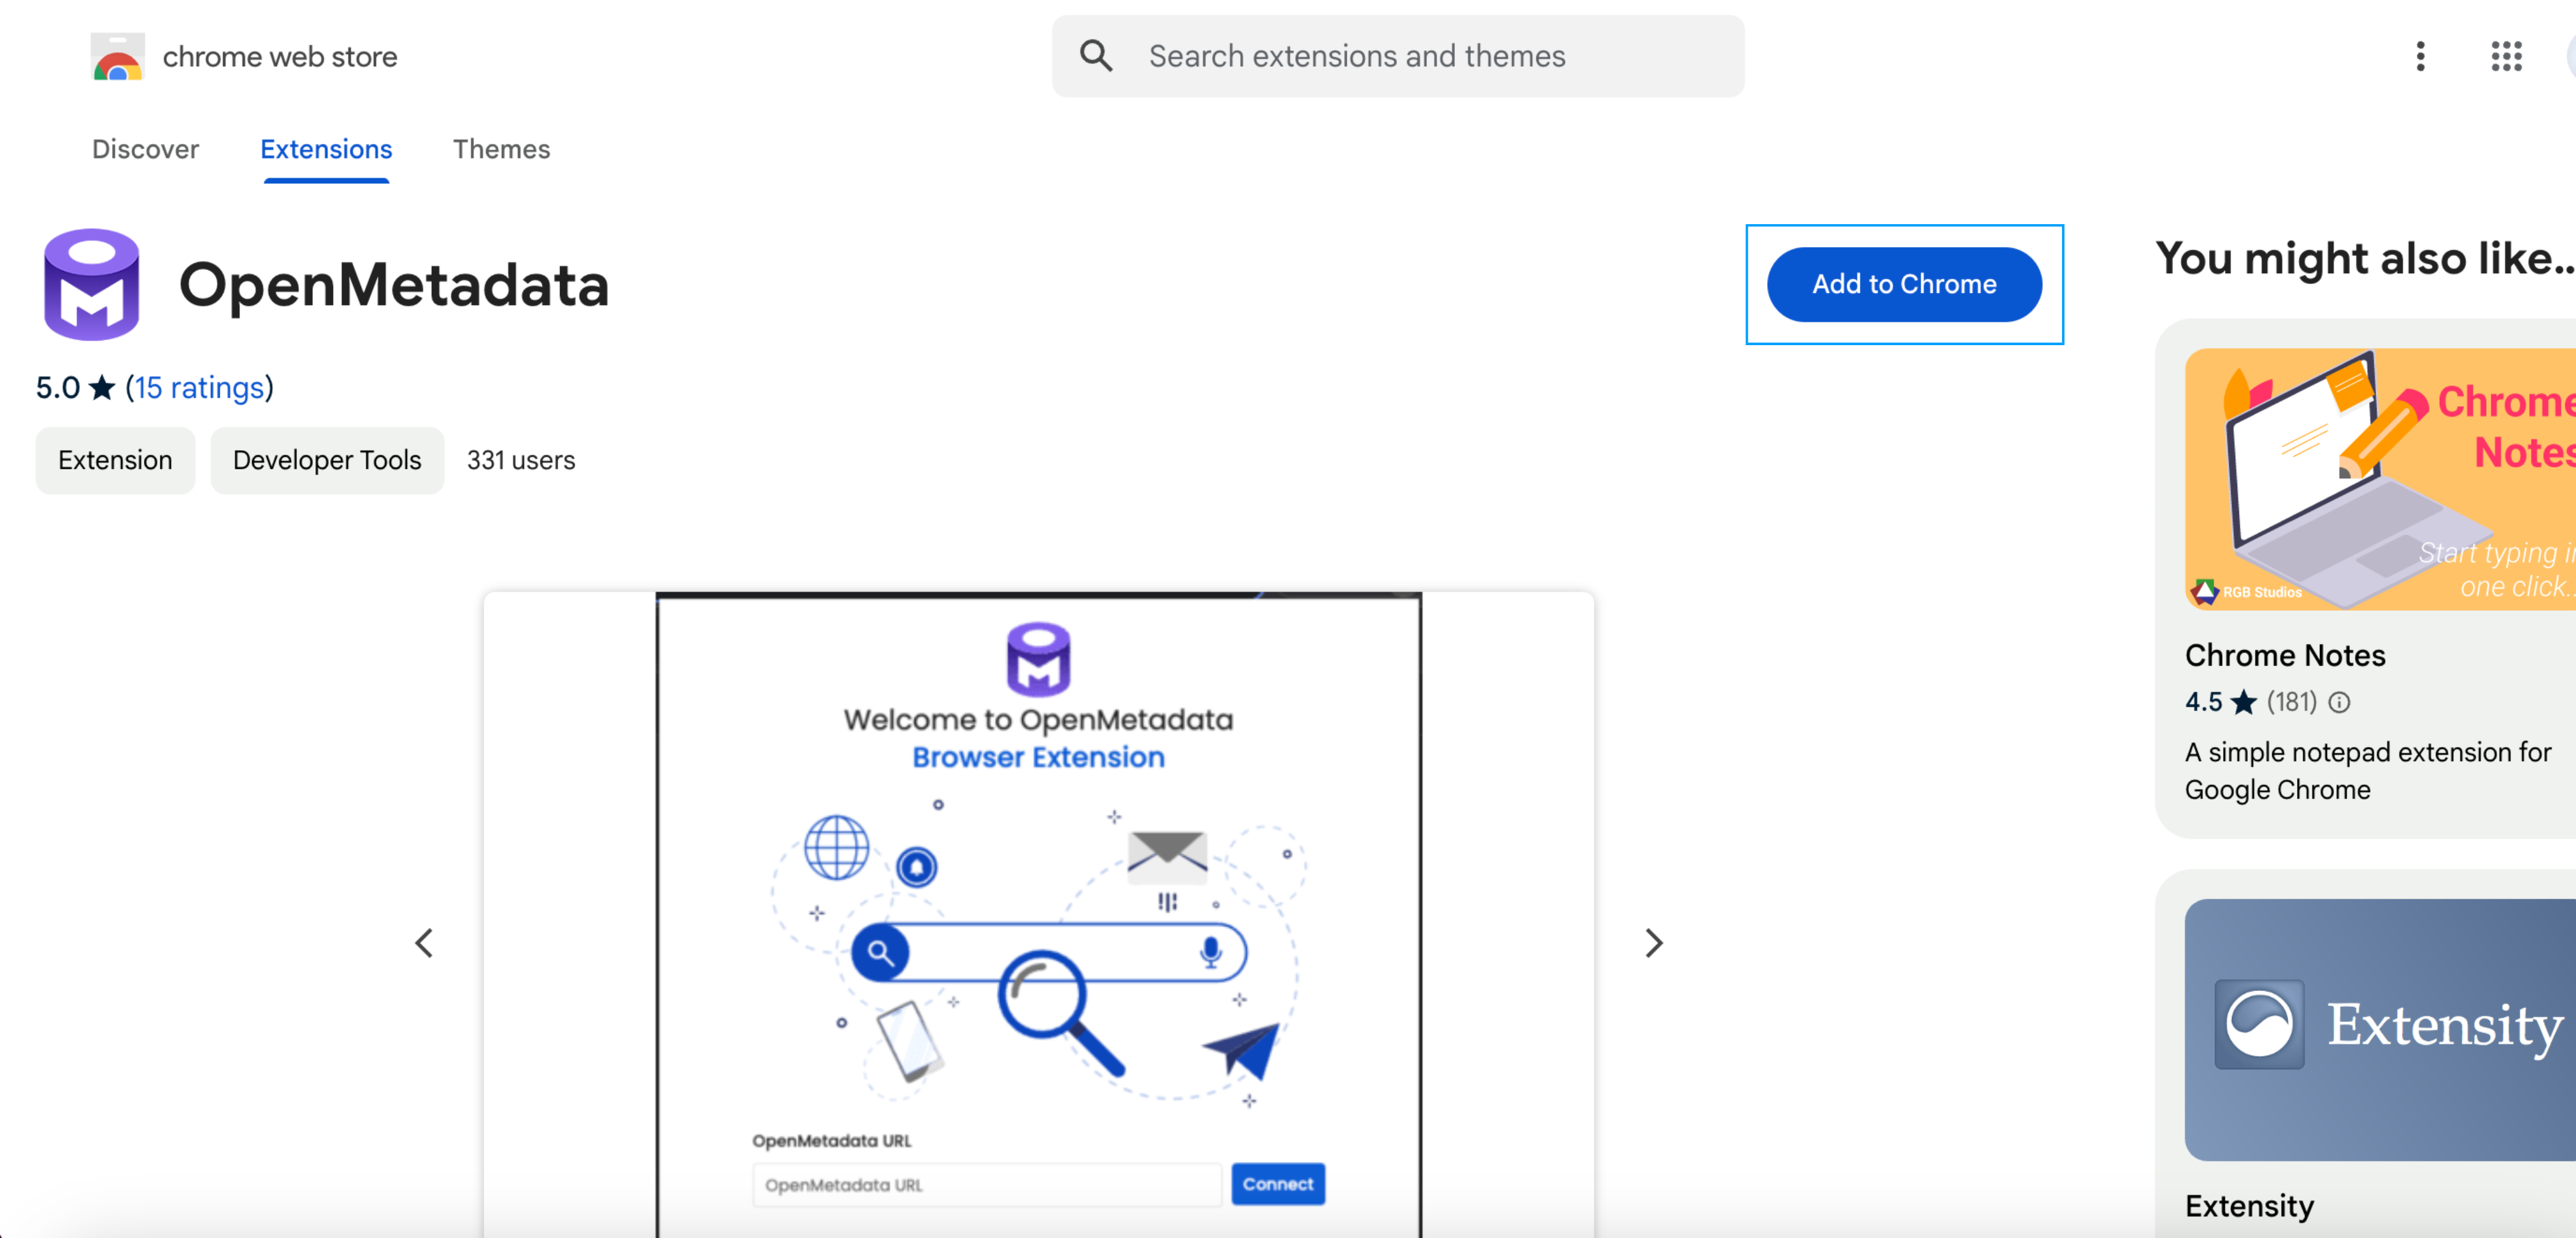 chrome web store
Search extensions and themes
Discover
Extensions
Themes
OpenMetadata
Add to Chrome
5.0 ★ (15 ratings)
Extension
Developer Tools
331 users
Welcome to OpenMetadata
Browser Extension
OpenMetadata URL
OpenMetadata URL
Connect
You might also like...
Chrome
Notes
Start typing in
one click...
RGB Studios
Chrome Notes
4.5 ★ (181)
A simple notepad extension for
Google Chrome
Extensity
Extensity